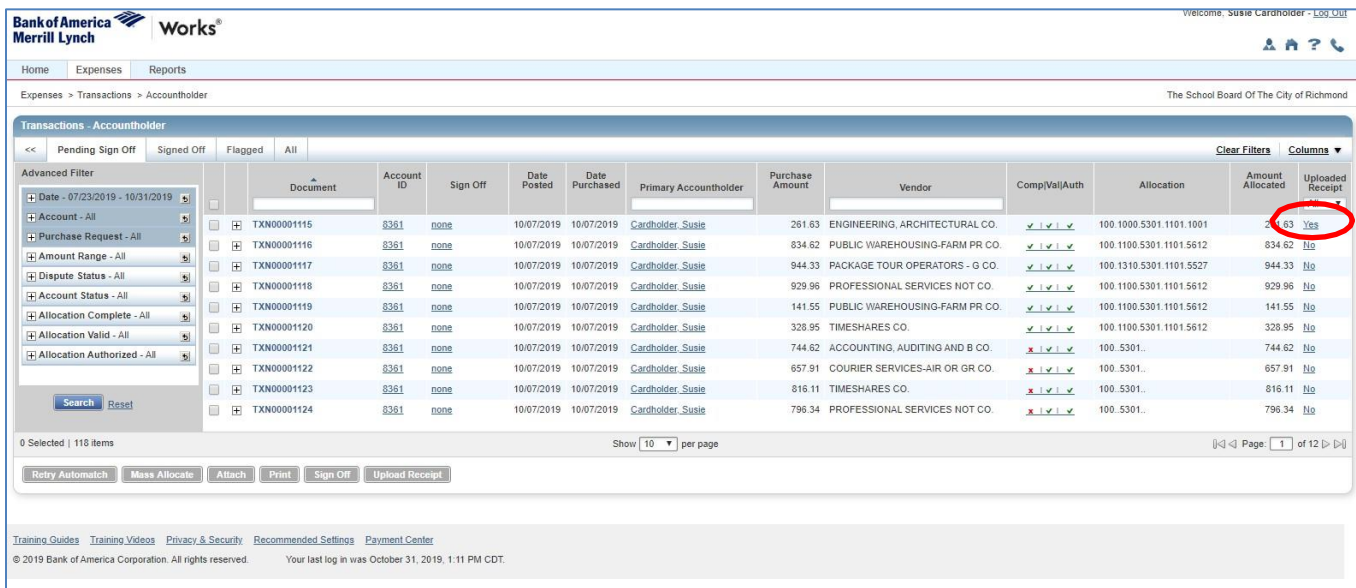 Bank of America Merrill Lynch Works®
Welcome, Susie Cardholder - Log Out
?
Home Expenses Reports
Expenses > Transactions > Accountholder The School Board Of The City of Richmond
Transactions - Accountholder
<< Pending Sign Off Signed Off Flagged All Clear Filters Columns ▼
Advanced Filter
Date - 07/23/2019 - 10/31/2019
Account - All
Purchase Request - All
Amount Range - All
Dispute Status - All
Account Status - All
Allocation Complete - All
Allocation Valid - All
Allocation Authorized - All
Search Reset
Document Account ID Sign Off Date Posted Date Purchased Primary Accountholder Purchase Amount Vendor Comp|Val|Auth Allocation Amount Allocated Uploaded Receipt
All
TXN00001115 8361 none 10/07/2019 10/07/2019 Cardholder, Susie 261.63 ENGINEERING, ARCHITECTURAL CO. ✓ | ✓ | ✓ 100.1000.5301.1101.1001 Yes
TXN00001116 8361 none 10/07/2019 10/07/2019 Cardholder, Susie 834.62 PUBLIC WAREHOUSING-FARM PR CO. ✓ | ✓ | ✓ 100.1100.5301.1101.5612 834.62 No
TXN00001117 8361 none 10/07/2019 10/07/2019 Cardholder, Susie 944.33 PACKAGE TOUR OPERATORS - G CO. ✓ | ✓ | ✓ 100.1310.5301.1101.5527 944.33 No
TXN00001118 8361 none 10/07/2019 10/07/2019 Cardholder, Susie 929.96 PROFESSIONAL SERVICES NOT CO. ✓ | ✓ | ✓ 100.1100.5301.1101.5612 929.96 No
TXN00001119 8361 none 10/07/2019 10/07/2019 Cardholder, Susie 141.55 PUBLIC WAREHOUSING-FARM PR CO. ✓ | ✓ | ✓ 100.1100.5301.1101.5612 141.55 No
TXN00001120 8361 none 10/07/2019 10/07/2019 Cardholder, Susie 328.95 TIMESHARES CO. ✓ | ✓ | ✓ 100.1100.5301.1101.5612 328.95 No
TXN00001121 8361 none 10/07/2019 10/07/2019 Cardholder, Susie 744.62 ACCOUNTING, AUDITING AND B CO. x | ✓ | ✓ 100..5301.. 744.62 No
TXN00001122 8361 none 10/07/2019 10/07/2019 Cardholder, Susie 657.91 COURIER SERVICES-AIR OR GR CO. x | ✓ | ✓ 100..5301.. 657.91 No
TXN00001123 8361 none 10/07/2019 10/07/2019 Cardholder, Susie 816.11 TIMESHARES CO. x | ✓ | ✓ 100..5301.. 816.11 No
TXN00001124 8361 none 10/07/2019 10/07/2019 Cardholder, Susie 796.34 PROFESSIONAL SERVICES NOT CO. x | ✓ | ✓ 100..5301.. 796.34 No
0 Selected | 118 items Show 10 ▼ per page Page: 1 of 12
Retry Automatch Mass Allocate Attach Print Sign Off Upload Receipt
Training Guides Training Videos Privacy & Security Recommended Settings Payment Center
© 2019 Bank of America Corporation. All rights reserved. Your last log in was October 31, 2019, 1:11 PM CDT.